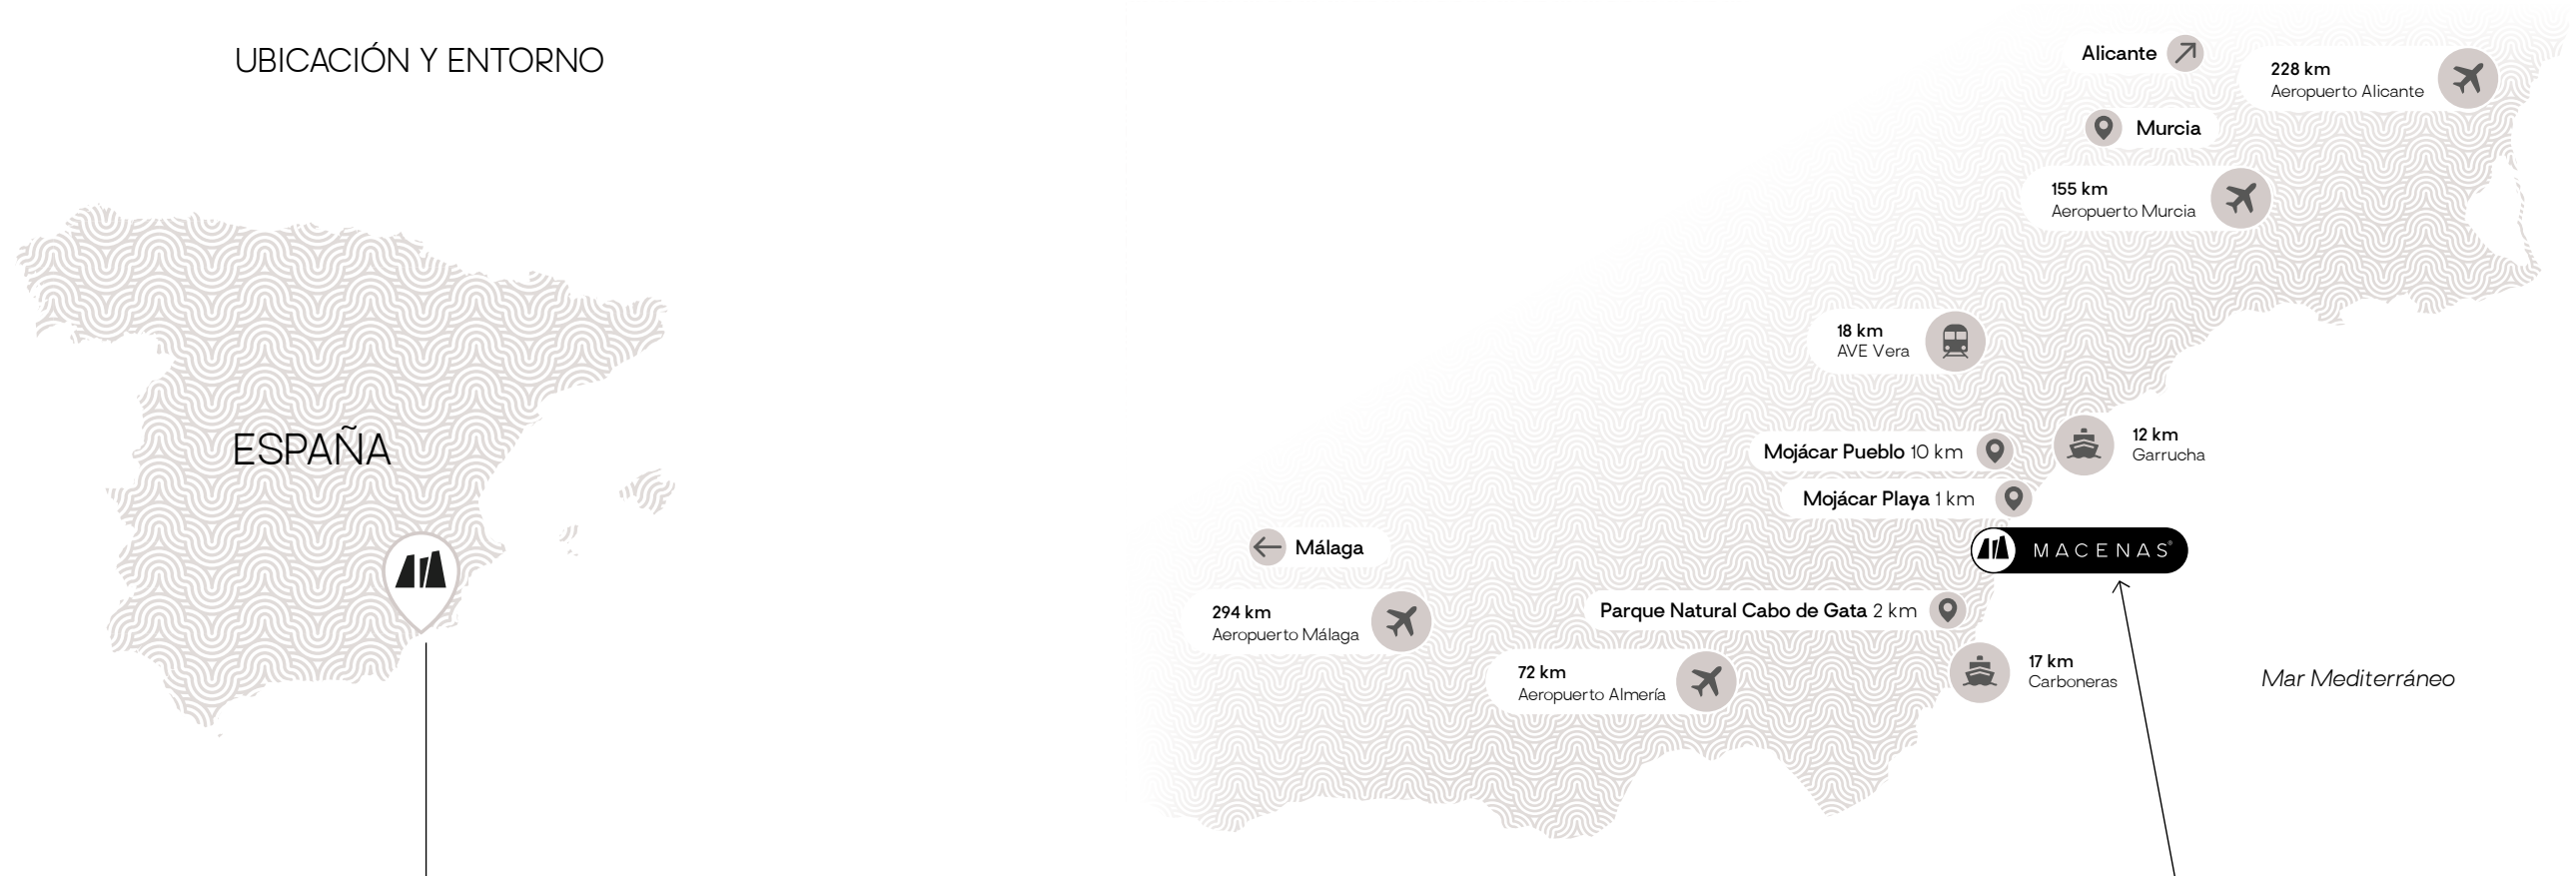 UBICACIÓN Y ENTORNO
ESPAÑA
Alicante
228 km
Aeropuerto Alicante
Murcia
155 km
Aeropuerto Murcia
18 km
AVE Vera
12 km
Garrucha
Mojácar Pueblo 10 km
Mojácar Playa 1 km
MACENAS®
Málaga
294 km
Aeropuerto Málaga
Parque Natural Cabo de Gata 2 km
72 km
Aeropuerto Almería
17 km
Carboneras
Mar Mediterráneo